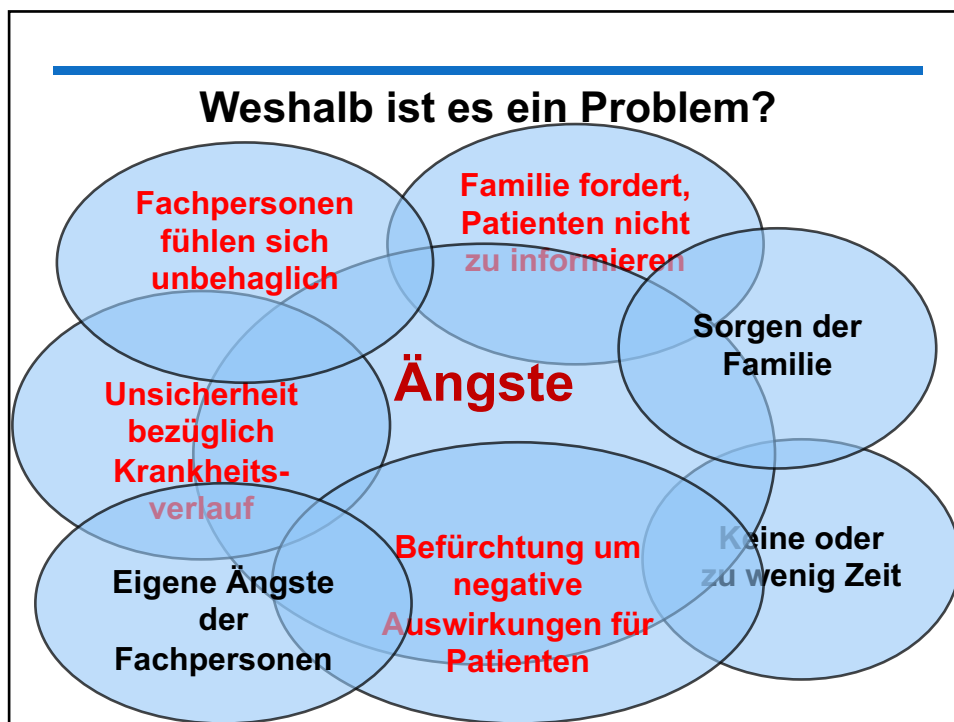 Weshalb ist es ein Problem?
Fachpersonen
fühlen sich
unbehaglich
Familie fordert,
Patienten nicht
zu informieren
Sorgen der
Familie
Ängste
Unsicherheit
bezüglich
Krankheits-
verlauf
Keine oder
zu wenig Zeit
Befürchtung um
negative
Auswirkungen für
Patienten
Eigene Ängste
der
Fachpersonen